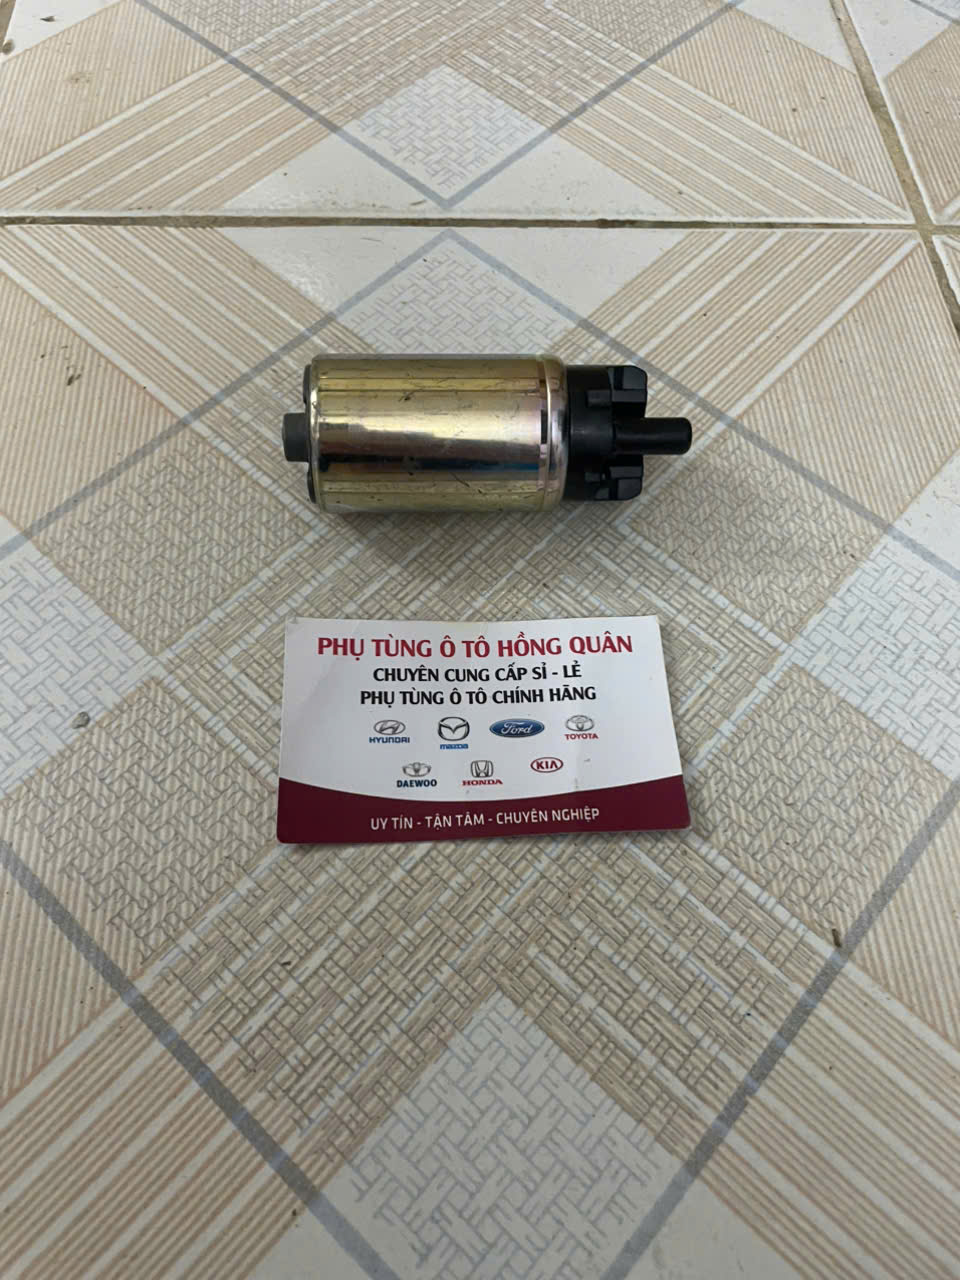 PHỤ TÙNG Ô TÔ HỒNG QUÂN
CHUYÊN CUNG CẤP SỈ - LẺ
PHỤ TÙNG Ô TÔ CHÍNH HÃNG
HYUNDAI mazda Ford TOYOTA
DAEWOO HONDA KIA
UY TÍN - TẬN TÂM - CHUYÊN NGHIỆP